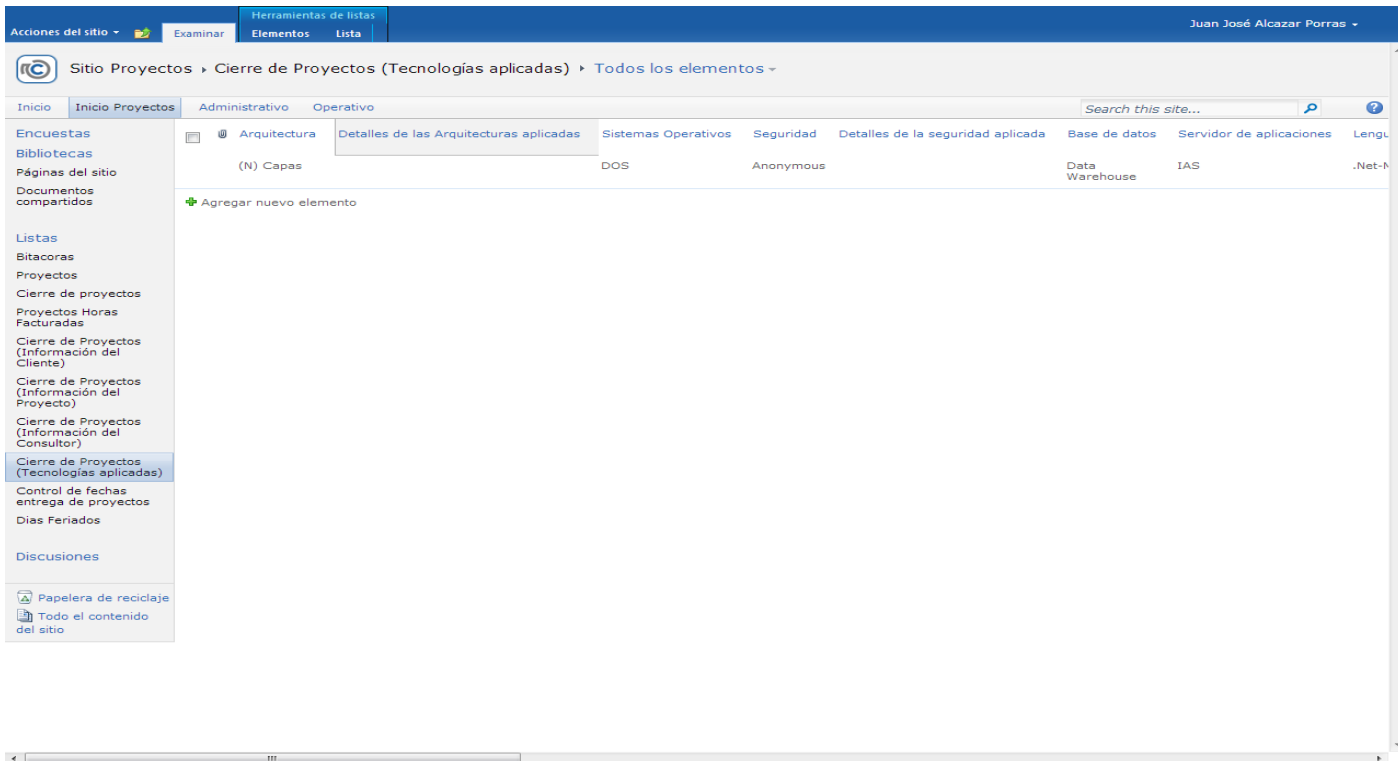 Herramientas de listas
Juan José Alcazar Porras
Acciones del sitio
Examinar
Elementos
Lista
Sitio Proyectos › Cierre de Proyectos (Tecnologías aplicadas) › Todos los elementos
Inicio
Inicio Proyectos
Administrativo
Operativo
Search this site...
Encuestas
Bibliotecas
Páginas del sitio
Documentos
compartidos
Listas
Bitacoras
Proyectos
Cierre de proyectos
Proyectos Horas
Facturadas
Cierre de Proyectos
(Información del
Cliente)
Cierre de Proyectos
(Información del
Proyecto)
Cierre de Proyectos
(Información del
Consultor)
Cierre de Proyectos
(Tecnologías aplicadas)
Control de fechas
entrega de proyectos
Dias Feriados
Discusiones
Papelera de reciclaje
Todo el contenido
del sitio
Arquitectura
Detalles de las Arquitecturas aplicadas
Sistemas Operativos
Seguridad
Detalles de la seguridad aplicada
Base de datos
Servidor de aplicaciones
Lengu
(N) Capas
DOS
Anonymous
Data
Warehouse
IAS
.Net-
Agregar nuevo elemento